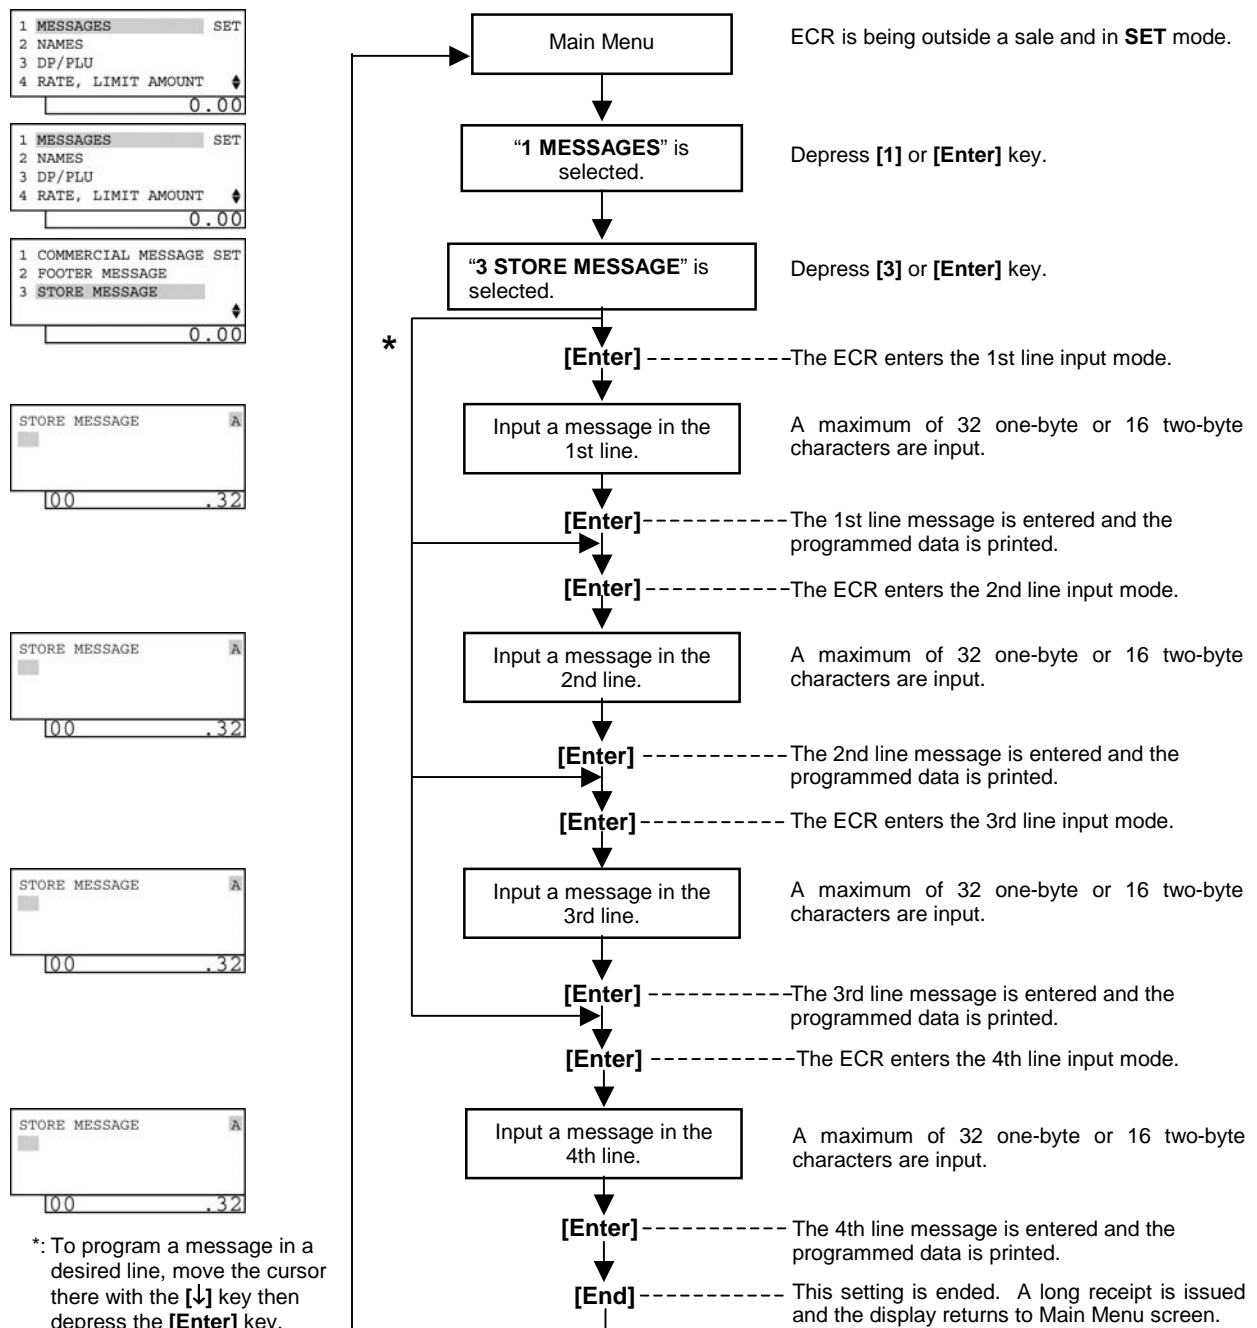 1 MESSAGES SET
2 NAMES
3 DP/PLU
4 RATE, LIMIT AMOUNT
0.00
Main Menu
ECR is being outside a sale and in SET mode.
1 MESSAGES SET
2 NAMES
3 DP/PLU
4 RATE, LIMIT AMOUNT
0.00
“1 MESSAGES” is
selected.
Depress [1] or [Enter] key.
1 COMMERCIAL MESSAGE SET
2 FOOTER MESSAGE
3 STORE MESSAGE
0.00
“3 STORE MESSAGE” is
selected.
Depress [3] or [Enter] key.
*
[Enter]
The ECR enters the 1st line input mode.
STORE MESSAGE A
00 .32
Input a message in the
1st line.
A maximum of 32 one-byte or 16 two-byte
characters are input.
[Enter]
The 1st line message is entered and the
programmed data is printed.
[Enter]
The ECR enters the 2nd line input mode.
STORE MESSAGE A
00 .32
Input a message in the
2nd line.
A maximum of 32 one-byte or 16 two-byte
characters are input.
[Enter]
The 2nd line message is entered and the
programmed data is printed.
[Enter]
The ECR enters the 3rd line input mode.
STORE MESSAGE A
00 .32
Input a message in the
3rd line.
A maximum of 32 one-byte or 16 two-byte
characters are input.
[Enter]
The 3rd line message is entered and the
programmed data is printed.
[Enter]
The ECR enters the 4th line input mode.
STORE MESSAGE A
00 .32
Input a message in the
4th line.
A maximum of 32 one-byte or 16 two-byte
characters are input.
[Enter]
The 4th line message is entered and the
programmed data is printed.
[End]
This setting is ended. A long receipt is issued
and the display returns to Main Menu screen.
*: To program a message in a
desired line, move the cursor
there with the [↓] key then
depress the [Enter] key.